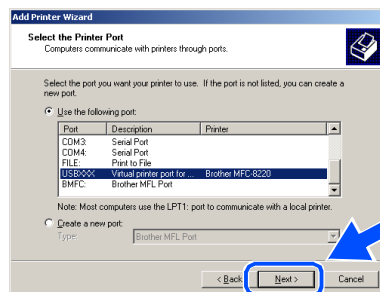 Add Printer Wizard
Select the Printer Port
Computers communicate with printers through ports.
Select the port you want your printer to use. If the port is not listed, you can create a
new port.
Use the following port:
Port Description Printer
COM3: Serial Port
COM4: Serial Port
FILE: Print to File
USBXXX Virtual printer port for ... Brother MFC-8220
BMFC: Brother MFL Port
Note: Most computers use the LPT1: port to communicate with a local printer.
Create a new port:
Type: Brother MFL Port
< Back Next > Cancel